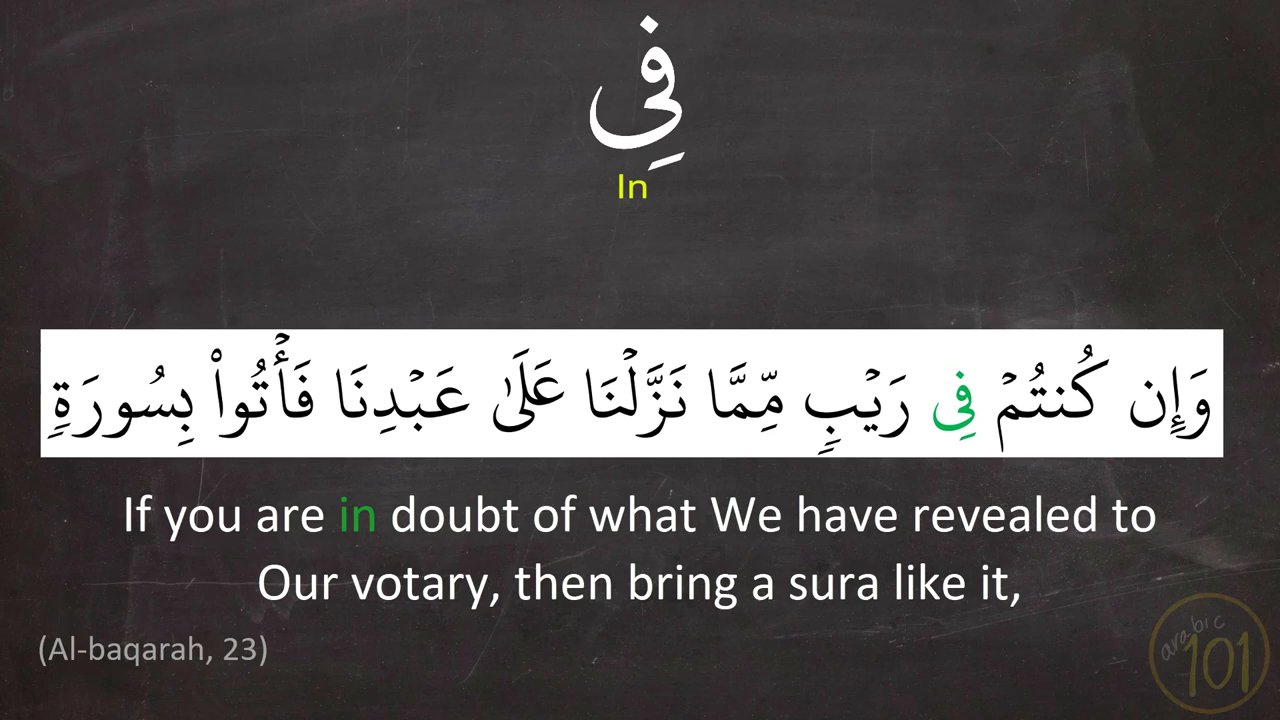 فِى
In
وَإِن كُنتُمْ فِى رَيْبٍ مِّمَّا نَزَّلْنَا عَلَىٰ عَبْدِنَا فَأْتُوا۟ بِسُورَةٍ
If you are in doubt of what We have revealed to
Our votary, then bring a sura like it,
(Al-baqarah, 23)
arabic
101